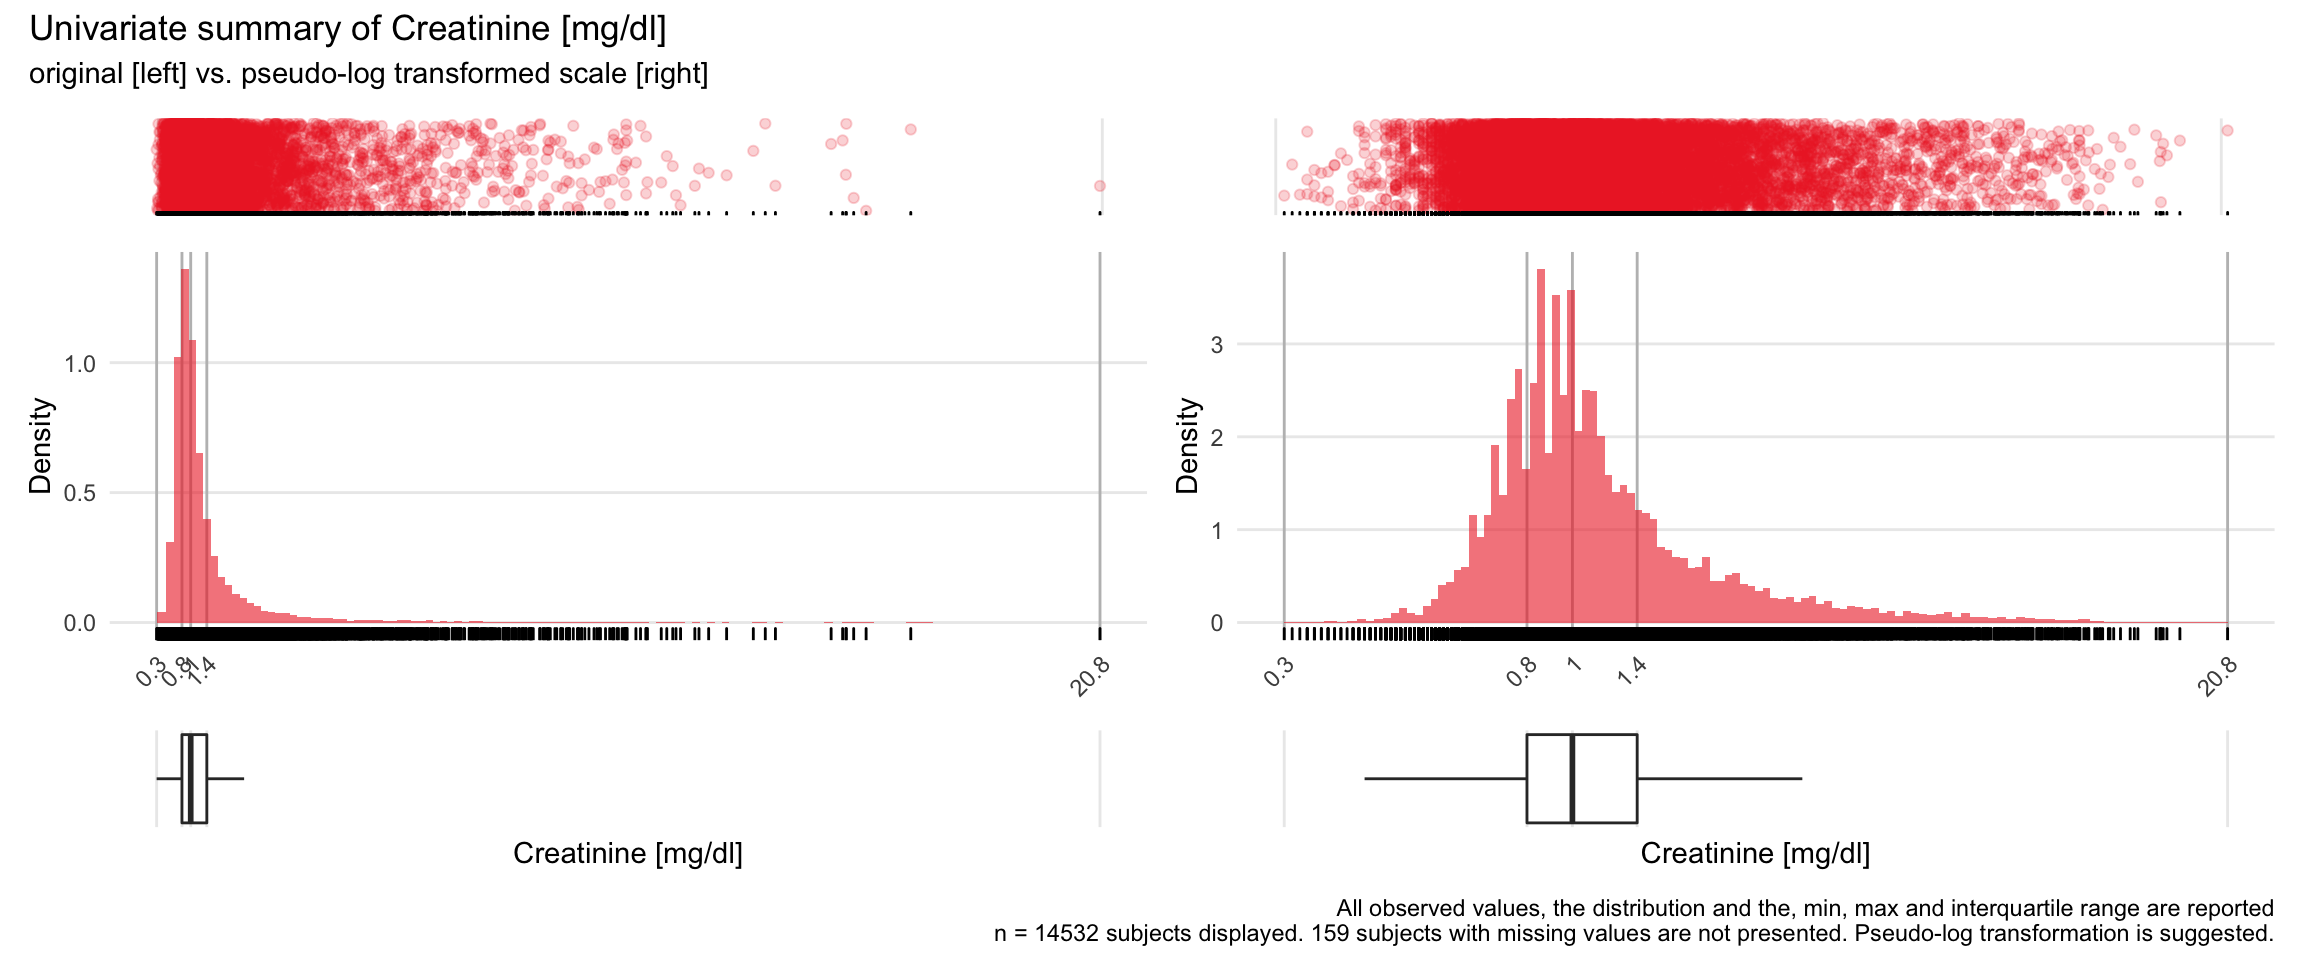 Univariate summary of Creatinine [mg/dl]
original [left] vs. pseudo-log transformed scale [right]
Density
1.0
0.5
0.0
0.3
0.8
1
1.4
20.8
Creatinine [mg/dl]
Density
3
2
1
0
0.3
0.8
1
1.4
20.8
Creatinine [mg/dl]
All observed values, the distribution and the, min, max and interquartile range are reported
n = 14532 subjects displayed. 159 subjects with missing values are not presented. Pseudo-log transformation is suggested.